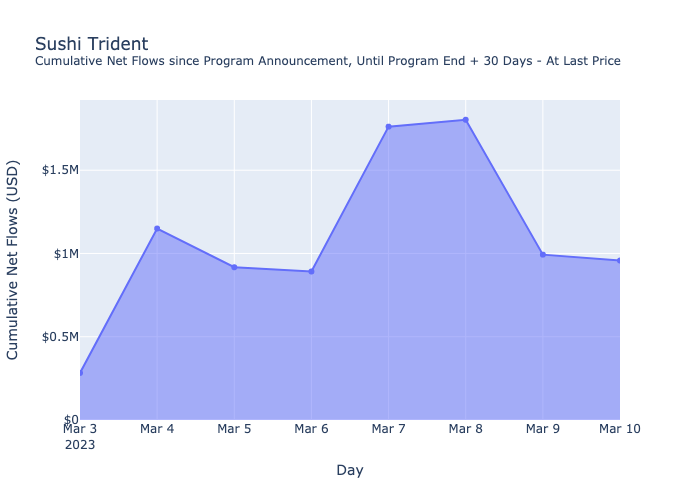 Sushi Trident
Cumulative Net Flows since Program Announcement, Until Program End + 30 Days - At Last Price
Cumulative Net Flows (USD)
$1.5M
$1M
$0.5M
$0
Mar 3 Mar 4 Mar 5 Mar 6 Mar 7 Mar 8 Mar 9 Mar 10
2023
Day